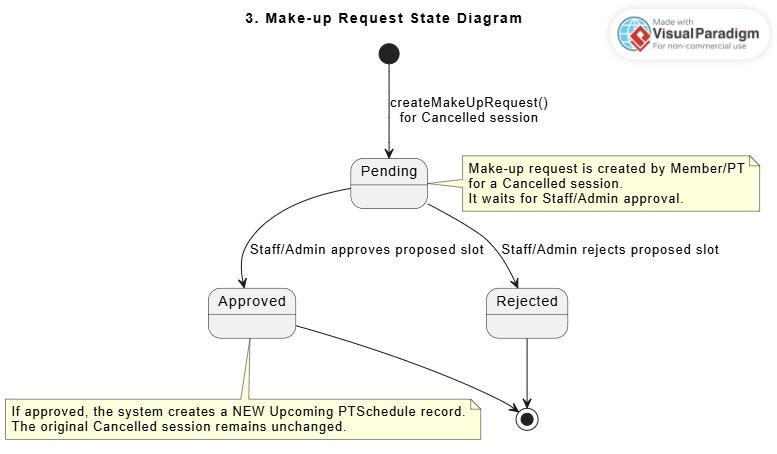 3. Make-up Request State Diagram
Made with
VisualParadigm
For non-commercial use
createMakeUpRequest()
for Cancelled session
Pending
Make-up request is created by Member/PT
for a Cancelled session.
It waits for Staff/Admin approval.
Staff/Admin approves proposed slot
Staff/Admin rejects proposed slot
Approved
Rejected
If approved, the system creates a NEW Upcoming PTSchedule record.
The original Cancelled session remains unchanged.